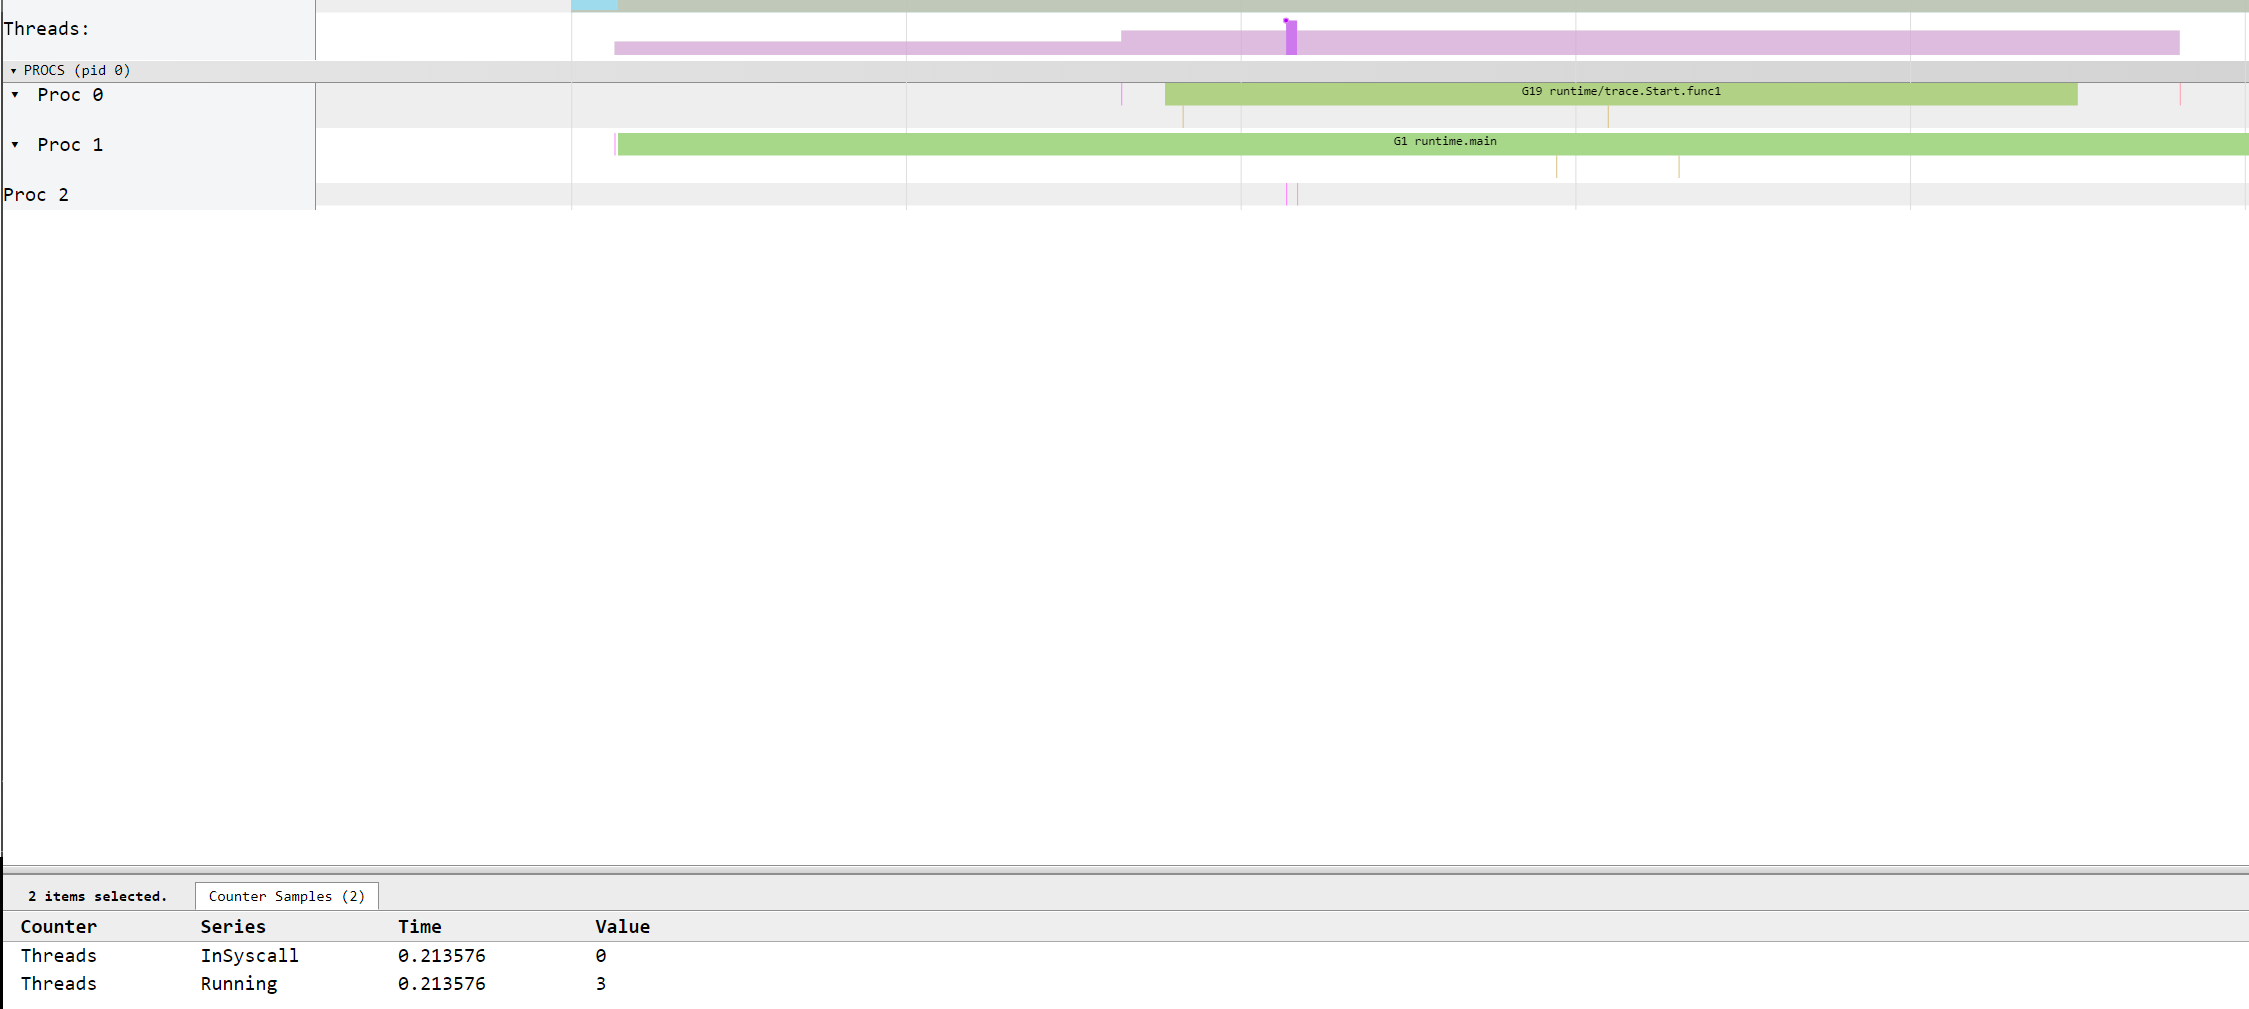 Threads:
▾ PROCS (pid 0)
▾ Proc 0
G19 runtime/trace.Start.func1
▾ Proc 1
G1 runtime.main
Proc 2
2 items selected. Counter Samples (2)
Counter Series Time Value
Threads InSyscall 0.213576 0
Threads Running 0.213576 3